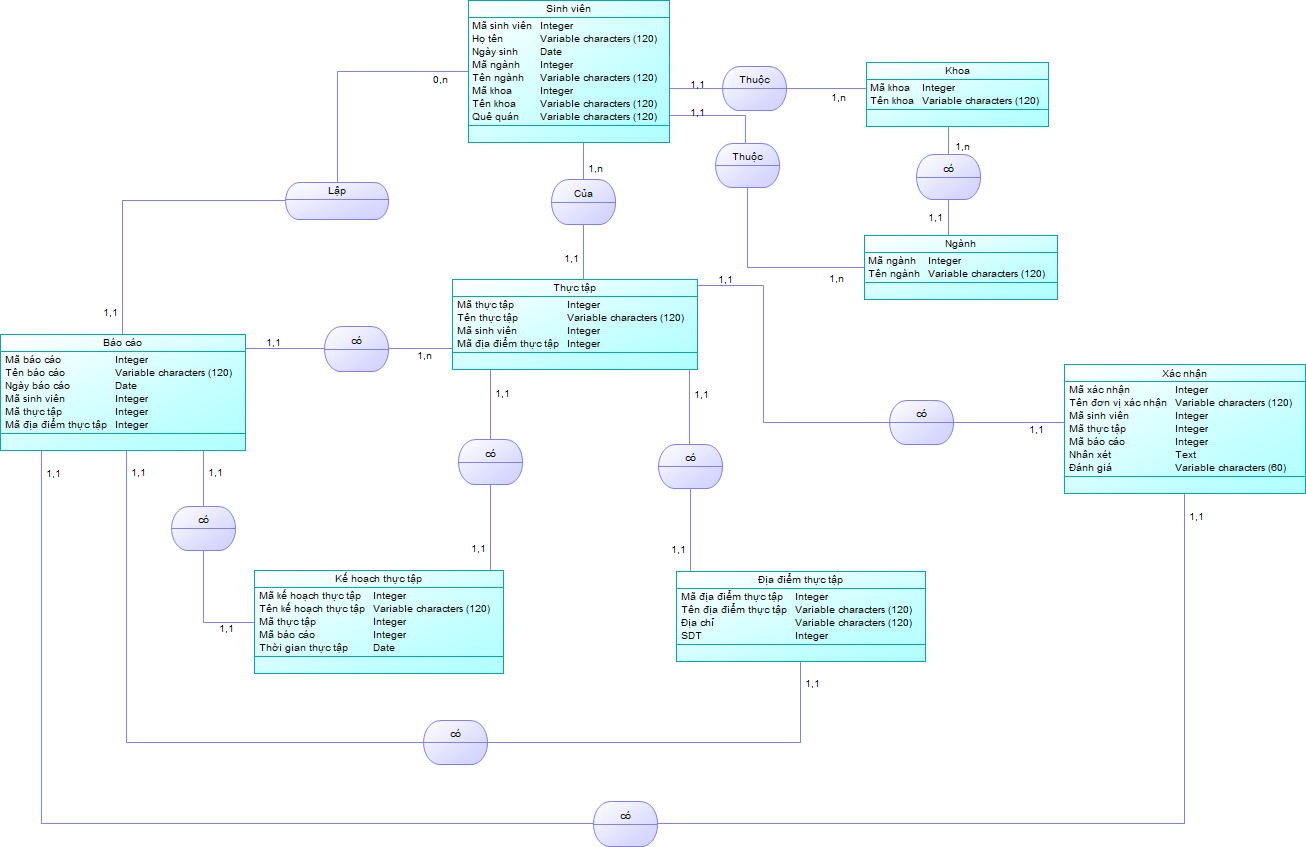 Sinh viên
Mã sinh viên Integer
Họ tên Variable characters (120)
Ngày sinh Date
Mã ngành Integer
Tên ngành Variable characters (120)
Mã khoa Integer
Tên khoa Variable characters (120)
Quê quán Variable characters (120)
0,n
1,1
Thuộc
1,n
Khoa
Mã khoa Integer
Tên khoa Variable characters (120)
1,1
Thuộc
1,n
1,n
có
1,1
Ngành
Mã ngành Integer
Tên ngành Variable characters (120)
Lập
1,1
1,n
Của
1,1
Thực tập
Mã thực tập Integer
Tên thực tập Variable characters (120)
Mã sinh viên Integer
Mã địa điểm thực tập Integer
Báo cáo
Mã báo cáo Integer
Tên báo cáo Variable characters (120)
Ngày báo cáo Date
Mã sinh viên Integer
Mã thực tập Integer
Mã địa điểm thực tập Integer
1,1
có
1,n
1,1
có
1,1
Xác nhận
Mã xác nhận Integer
Tên đơn vị xác nhận Variable characters (120)
Mã sinh viên Integer
Mã thực tập Integer
Mã báo cáo Integer
Nhân xét Text
Đánh giá Variable characters (60)
1,1
có
1,1
1,1
có
1,1
1,1
1,1
1,1
có
1,1
Kế hoạch thực tập
Mã kế hoạch thực tập Integer
Tên kế hoạch thực tập Variable characters (120)
Mã thực tập Integer
Mã báo cáo Integer
Thời gian thực tập Date
Địa điểm thực tập
Mã địa điểm thực tập Integer
Tên địa điểm thực tập Variable characters (120)
Địa chỉ Variable characters (120)
SDT Integer
1,1
có
1,1
có